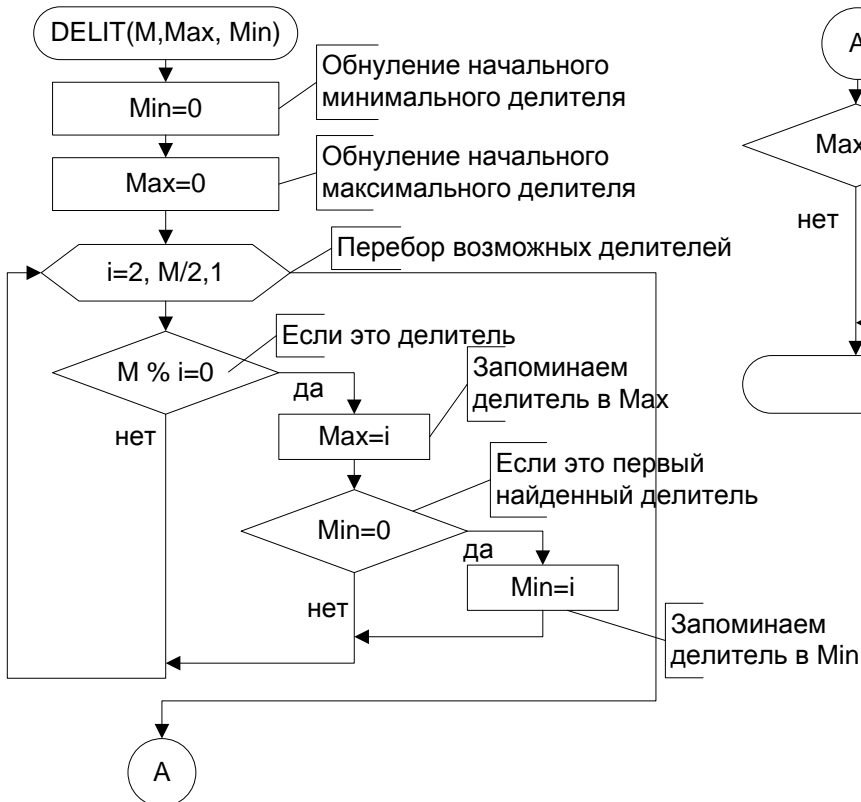 DELIT(M,Max, Min)
Обнуление начального
минимального делителя
Min=0
Обнуление начального
максимального делителя
Max=0
Перебор возможных делителей
i=2, M/2,1
Если это делитель
M % i=0
да
нет
Запоминаем
делитель в Max
Max=i
Если это первый
найденный делитель
Min=0
да
нет
Min=i
Запоминаем
делитель в Min
A
A
Max
нет